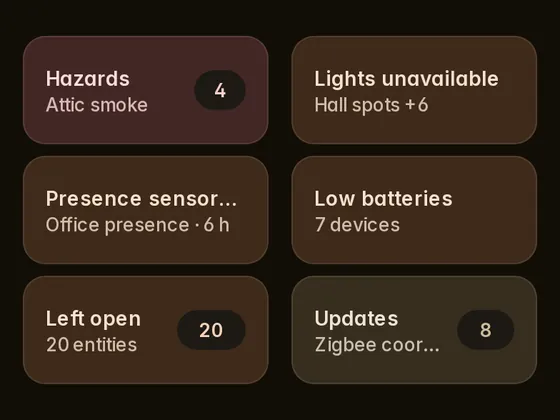 Hazards
Attic smoke
4
Lights unavailable
Hall spots +6
Presence sensor...
Office presence · 6 h
Low batteries
7 devices
Left open
20 entities
20
Updates
Zigbee coor...
8